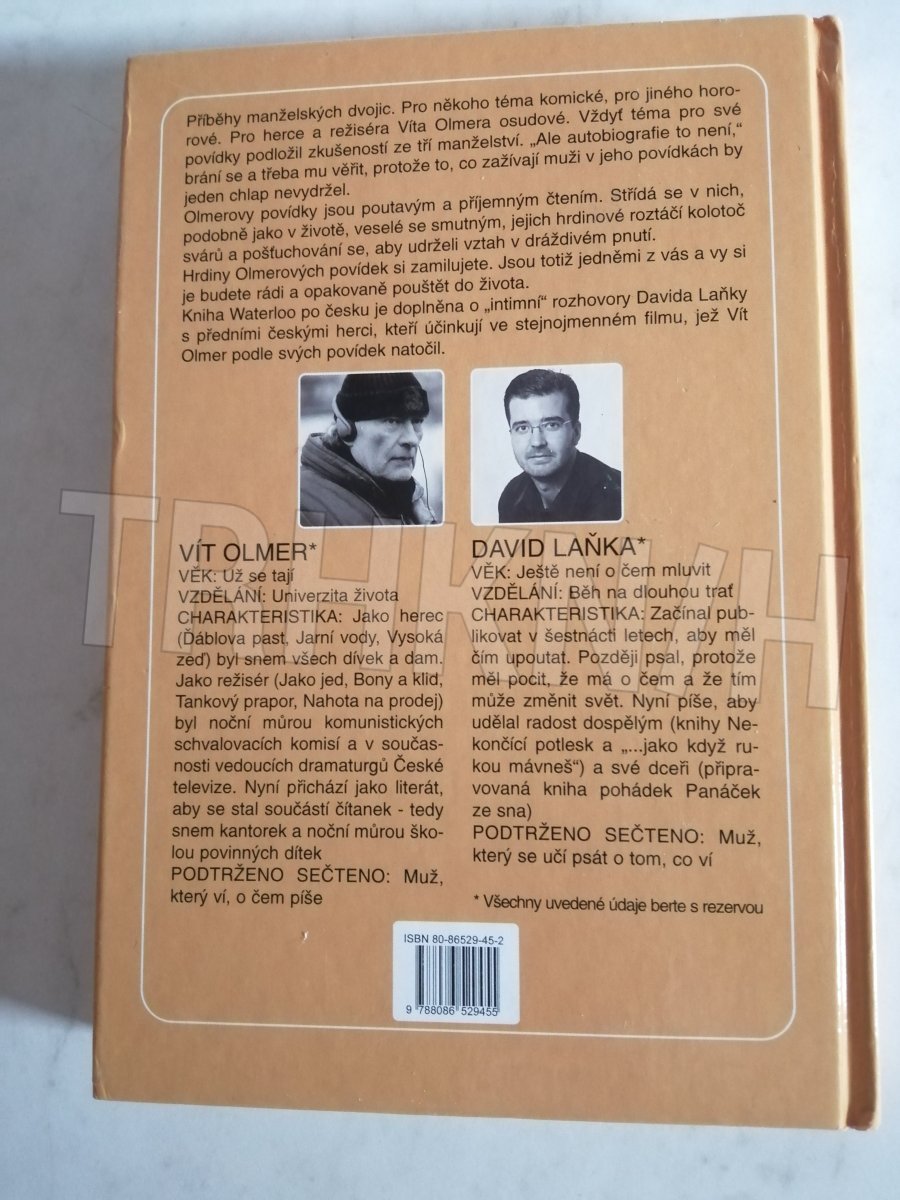 Příběhy manželských dvojic. Pro někoho téma komické, pro jiného horo-
rové. Pro herce a režiséra Víta Olmera osudové. Vždyť téma pro své
povídky podložil zkušeností ze tří manželství. „Ale autobiografie to není,“
brání se a třeba mu věřit, protože to, co zažívají muži v jeho povídkách by
jeden chlap nevydržel.
Olmerovy povídky jsou poutavým a příjemným čtením. Střídá se v nich,
podobně jako v životě, veselé se smutným, jejich hrdinové roztáčí kolotoč
svárů a pošťuchování se, aby udrželi vztah v dráždivém pnutí.
Hrdiny Olmerových povídek si zamilujete. Jsou totiž jedněmi z vás a vy si
je budete rádi a opakovaně pouštět do života.
Kniha Waterloo po česku je doplněna o „intimní“ rozhovory Davida Laňky
s předními českými herci, kteří účinkují ve stejnojmenném filmu, jež Vít
Olmer podle svých povídek natočil.
VÍT OLMER*
VĚK: Už se tají
VZDĚLÁNÍ: Univerzita života
CHARAKTERISTIKA: Jako herec
(Ďáblova past, Jarní vody, Vysoká
zeď) byl snem všech dívek a dam.
Jako režisér (Jako jed, Bony a klid,
Tankový prapor, Nahota na prodej)
byl noční můrou komunistických
schvalovacích komisí a v součas-
nosti vedoucích dramaturgů České
televize. Nyní přichází jako literát,
aby se stal součástí čítanek - tedy
snem kantorek a noční můrou ško-
lou povinných dítek
PODTRŽENO SEČTENO: Muž,
který ví, o čem píše
DAVID LAŇKA*
VĚK: Ještě není o čem mluvit
VZDĚLÁNÍ: Běh na dlouhou trať
CHARAKTERISTIKA: Začínal pub-
likovat v šestnácti letech, aby měl
čím upoutat. Později psal, protože
měl pocit, že má o čem a že tím
může změnit svět. Nyní píše, aby
udělal radost dospělým (knihy Ne-
končící potlesk a „...jako když ru-
kou mávneš“) a své dceři (připra-
vovaná kniha pohádek Panáček
ze sna)
PODTRŽENO SEČTENO: Muž,
který se učí psát o tom, co ví
* Všechny uvedené údaje berte s rezervou
ISBN 80-86529-45-2
9 788086 529455
TRHKNIH